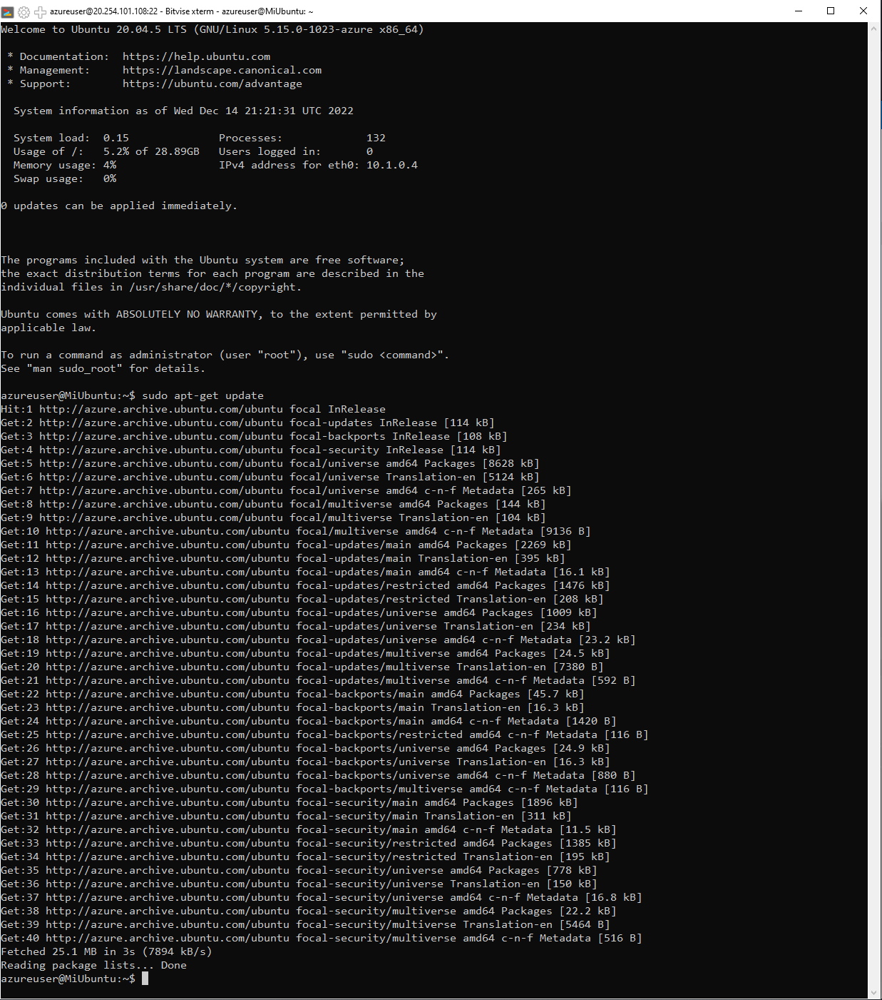 azureuser@20.254.101.108:22 - Bitvise xterm - azureuser@MiUbuntu: ~
Welcome to Ubuntu 20.04.5 LTS (GNU/Linux 5.15.0-1023-azure x86_64)
* Documentation:  https://help.ubuntu.com
* Management:     https://landscape.canonical.com
* Support:        https://ubuntu.com/advantage
System information as of Wed Dec 14 21:21:31 UTC 2022
System load:  0.15              Processes:             132
Usage of /:   5.2% of 28.89GB   Users logged in:       0
Memory usage: 4%                IPv4 address for eth0: 10.1.0.4
Swap usage:   0%
0 updates can be applied immediately.
The programs included with the Ubuntu system are free software;
the exact distribution terms for each program are described in the
individual files in /usr/share/doc/*/copyright.
Ubuntu comes with ABSOLUTELY NO WARRANTY, to the extent permitted by
applicable law.
To run a command as administrator (user "root"), use "sudo <command>".
See "man sudo_root" for details.
azureuser@MiUbuntu:~$ sudo apt-get update
Hit:1 http://azure.archive.ubuntu.com/ubuntu focal InRelease
Get:2 http://azure.archive.ubuntu.com/ubuntu focal-updates InRelease [114 kB]
Get:3 http://azure.archive.ubuntu.com/ubuntu focal-backports InRelease [108 kB]
Get:4 http://azure.archive.ubuntu.com/ubuntu focal-security InRelease [114 kB]
Get:5 http://azure.archive.ubuntu.com/ubuntu focal/universe amd64 Packages [8628 kB]
Get:6 http://azure.archive.ubuntu.com/ubuntu focal/universe Translation-en [5124 kB]
Get:7 http://azure.archive.ubuntu.com/ubuntu focal/universe amd64 c-n-f Metadata [265 kB]
Get:8 http://azure.archive.ubuntu.com/ubuntu focal/multiverse amd64 Packages [144 kB]
Get:9 http://azure.archive.ubuntu.com/ubuntu focal/multiverse Translation-en [104 kB]
Get:10 http://azure.archive.ubuntu.com/ubuntu focal/multiverse amd64 c-n-f Metadata [9136 B]
Get:11 http://azure.archive.ubuntu.com/ubuntu focal-updates/main amd64 Packages [2269 kB]
Get:12 http://azure.archive.ubuntu.com/ubuntu focal-updates/main Translation-en [395 kB]
Get:13 http://azure.archive.ubuntu.com/ubuntu focal-updates/main amd64 c-n-f Metadata [16.1 kB]
Get:14 http://azure.archive.ubuntu.com/ubuntu focal-updates/restricted amd64 Packages [1476 kB]
Get:15 http://azure.archive.ubuntu.com/ubuntu focal-updates/restricted Translation-en [208 kB]
Get:16 http://azure.archive.ubuntu.com/ubuntu focal-updates/universe amd64 Packages [1009 kB]
Get:17 http://azure.archive.ubuntu.com/ubuntu focal-updates/universe Translation-en [234 kB]
Get:18 http://azure.archive.ubuntu.com/ubuntu focal-updates/universe amd64 c-n-f Metadata [23.2 kB]
Get:19 http://azure.archive.ubuntu.com/ubuntu focal-updates/multiverse amd64 Packages [24.5 kB]
Get:20 http://azure.archive.ubuntu.com/ubuntu focal-updates/multiverse Translation-en [7380 B]
Get:21 http://azure.archive.ubuntu.com/ubuntu focal-updates/multiverse amd64 c-n-f Metadata [592 B]
Get:22 http://azure.archive.ubuntu.com/ubuntu focal-backports/main amd64 Packages [45.7 kB]
Get:23 http://azure.archive.ubuntu.com/ubuntu focal-backports/main Translation-en [16.3 kB]
Get:24 http://azure.archive.ubuntu.com/ubuntu focal-backports/main amd64 c-n-f Metadata [1420 B]
Get:25 http://azure.archive.ubuntu.com/ubuntu focal-backports/restricted amd64 c-n-f Metadata [116 B]
Get:26 http://azure.archive.ubuntu.com/ubuntu focal-backports/universe amd64 Packages [24.9 kB]
Get:27 http://azure.archive.ubuntu.com/ubuntu focal-backports/universe Translation-en [16.3 kB]
Get:28 http://azure.archive.ubuntu.com/ubuntu focal-backports/universe amd64 c-n-f Metadata [880 B]
Get:29 http://azure.archive.ubuntu.com/ubuntu focal-backports/multiverse amd64 c-n-f Metadata [116 B]
Get:30 http://azure.archive.ubuntu.com/ubuntu focal-security/main amd64 Packages [1896 kB]
Get:31 http://azure.archive.ubuntu.com/ubuntu focal-security/main Translation-en [311 kB]
Get:32 http://azure.archive.ubuntu.com/ubuntu focal-security/main amd64 c-n-f Metadata [11.5 kB]
Get:33 http://azure.archive.ubuntu.com/ubuntu focal-security/restricted amd64 Packages [1385 kB]
Get:34 http://azure.archive.ubuntu.com/ubuntu focal-security/restricted Translation-en [195 kB]
Get:35 http://azure.archive.ubuntu.com/ubuntu focal-security/universe amd64 Packages [778 kB]
Get:36 http://azure.archive.ubuntu.com/ubuntu focal-security/universe Translation-en [150 kB]
Get:37 http://azure.archive.ubuntu.com/ubuntu focal-security/universe amd64 c-n-f Metadata [16.8 kB]
Get:38 http://azure.archive.ubuntu.com/ubuntu focal-security/multiverse amd64 Packages [22.2 kB]
Get:39 http://azure.archive.ubuntu.com/ubuntu focal-security/multiverse Translation-en [5464 B]
Get:40 http://azure.archive.ubuntu.com/ubuntu focal-security/multiverse amd64 c-n-f Metadata [516 B]
Fetched 25.1 MB in 3s (7894 kB/s)
Reading package lists... Done
azureuser@MiUbuntu:~$